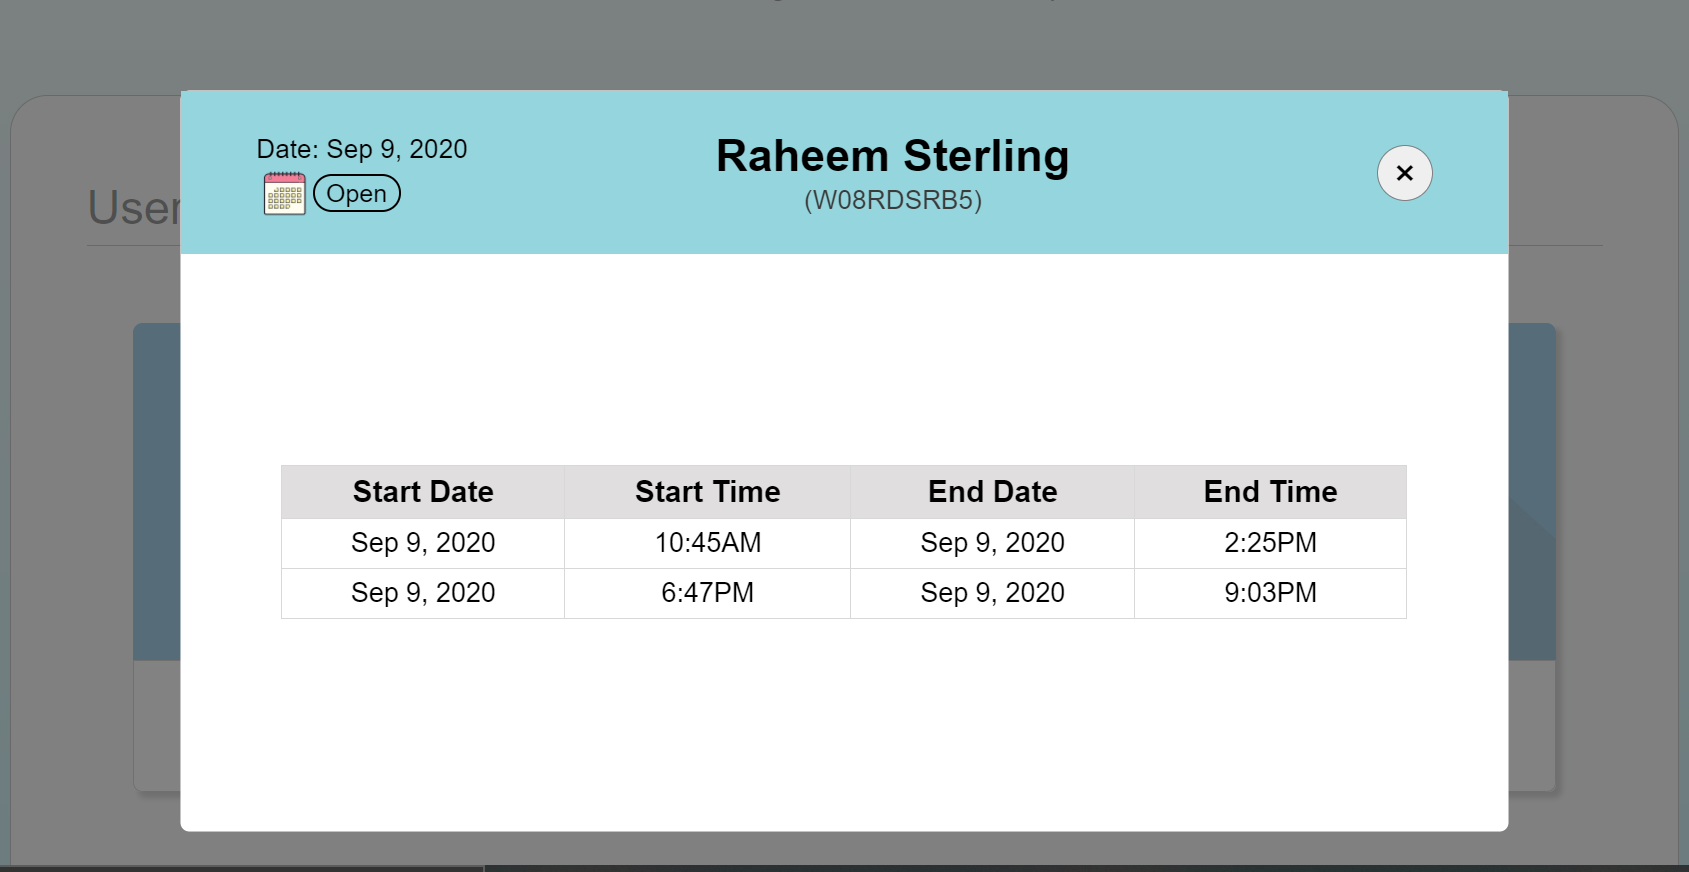 Date: Sep 9, 2020
Open
Raheem Sterling
(W08RDSRB5)
×
User
Start Date Start Time End Date End Time
Sep 9, 2020 10:45AM Sep 9, 2020 2:25PM
Sep 9, 2020 6:47PM Sep 9, 2020 9:03PM